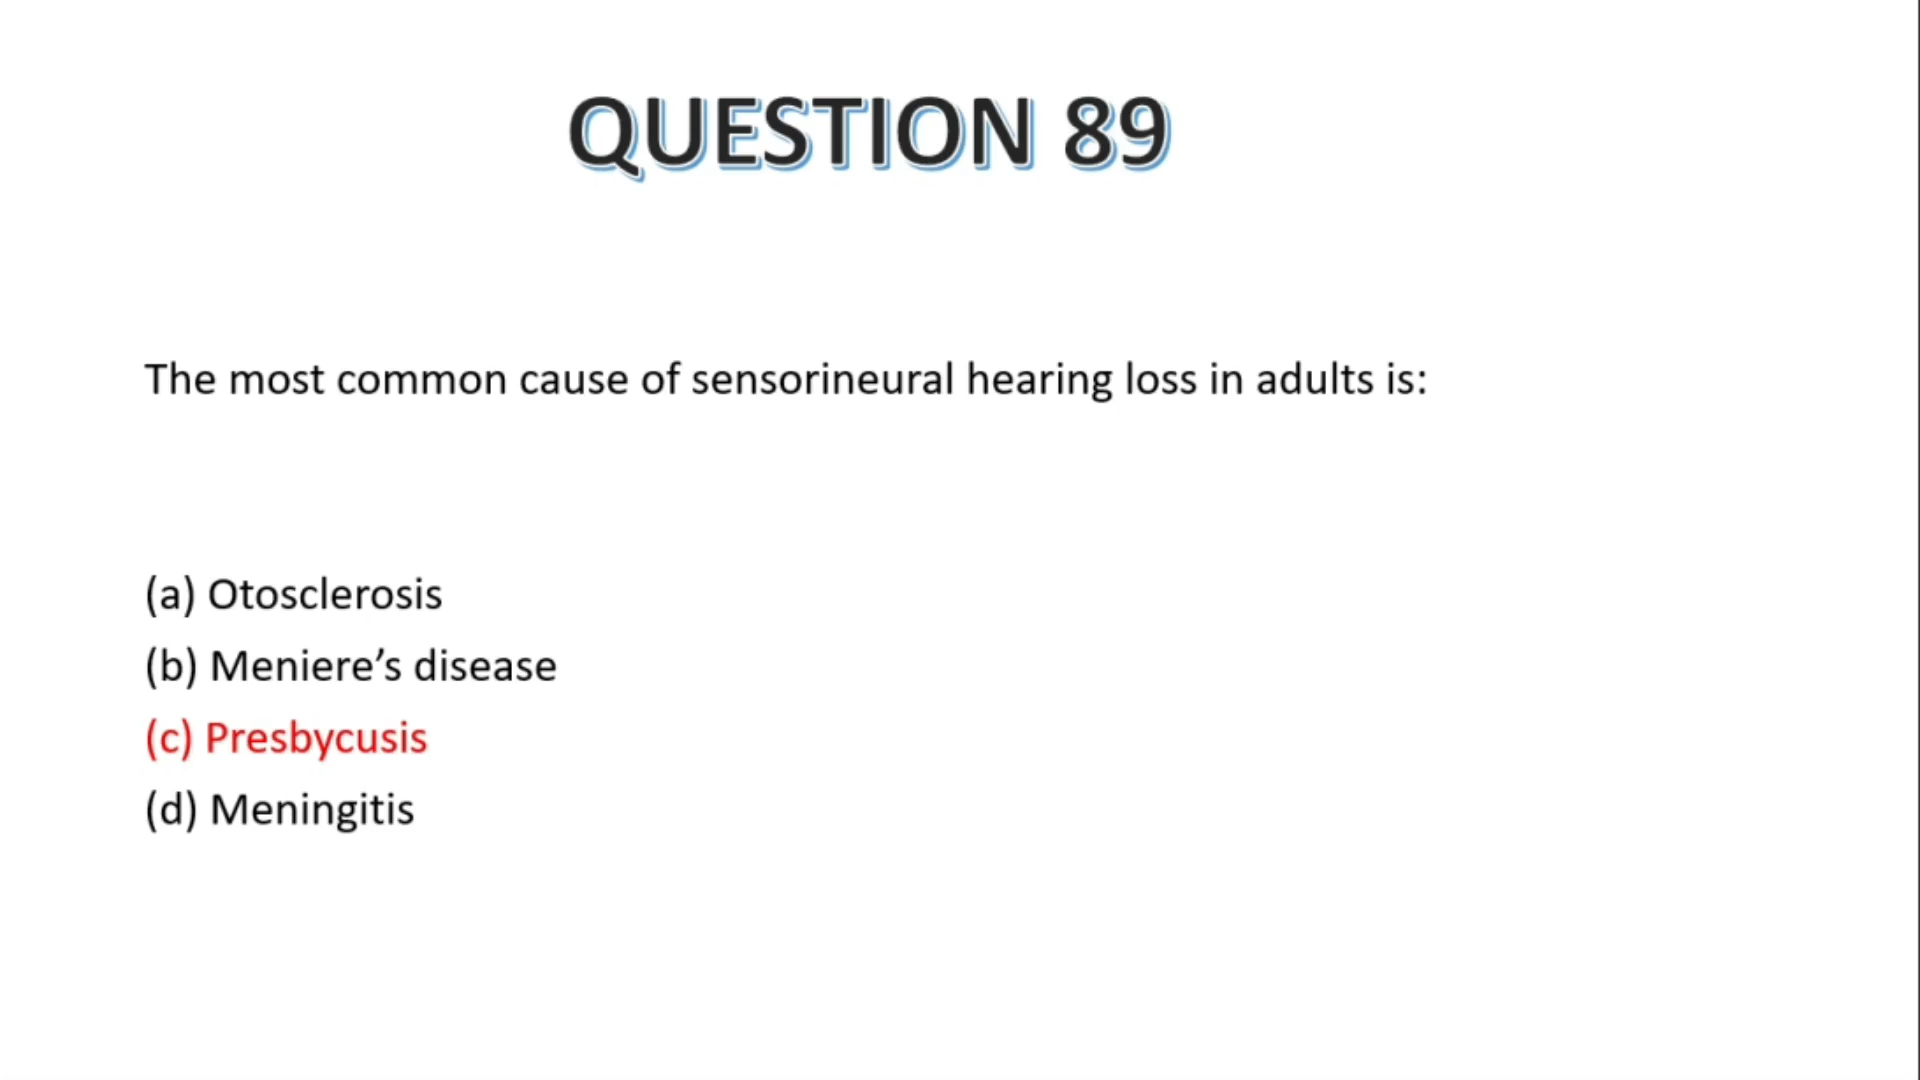 QUESTION 89
The most common cause of sensorineural hearing loss in adults is:
(a) Otosclerosis
(b) Meniere’s disease
(c) Presbycusis
(d) Meningitis